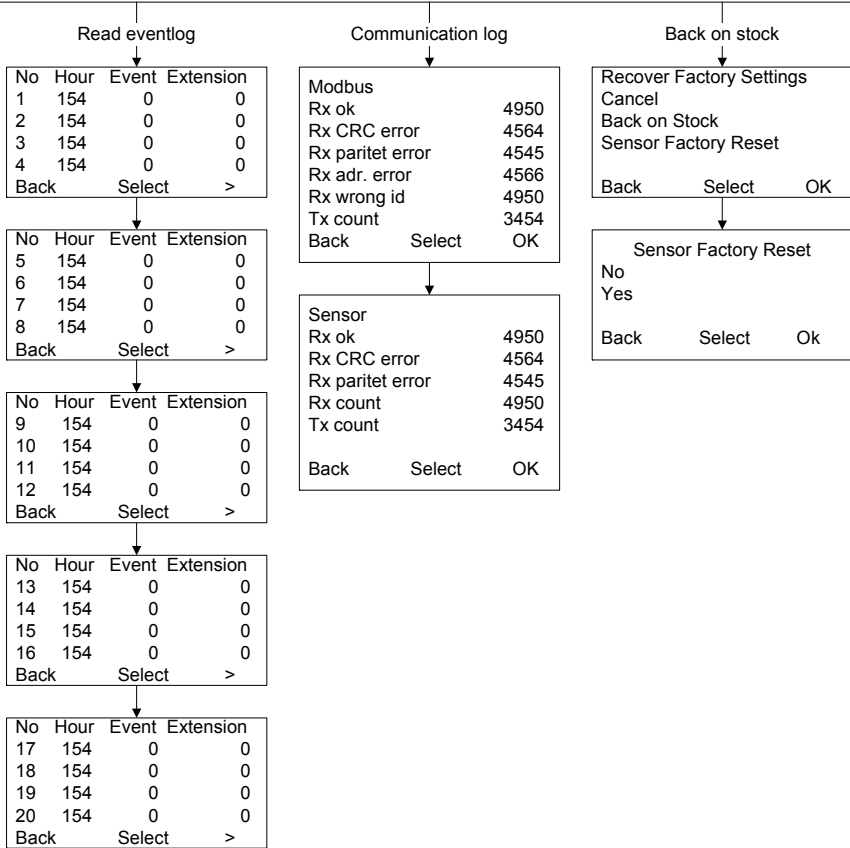 Read eventlog
No Hour Event Extension
1 154 0 0
2 154 0 0
3 154 0 0
4 154 0 0
Back Select >
No Hour Event Extension
5 154 0 0
6 154 0 0
7 154 0 0
8 154 0 0
Back Select >
No Hour Event Extension
9 154 0 0
10 154 0 0
11 154 0 0
12 154 0 0
Back Select >
No Hour Event Extension
13 154 0 0
14 154 0 0
15 154 0 0
16 154 0 0
Back Select >
No Hour Event Extension
17 154 0 0
18 154 0 0
19 154 0 0
20 154 0 0
Back Select >
Communication log
Modbus
Rx ok 4950
Rx CRC error 4564
Rx paritet error 4545
Rx adr. error 4566
Rx wrong id 4950
Tx count 3454
Back Select OK
Sensor
Rx ok 4950
Rx CRC error 4564
Rx paritet error 4545
Rx count 4950
Tx count 3454
Back Select OK
Back on stock
Recover Factory Settings
Cancel
Back on Stock
Sensor Factory Reset
Back Select OK
Sensor Factory Reset
No
Yes
Back Select Ok